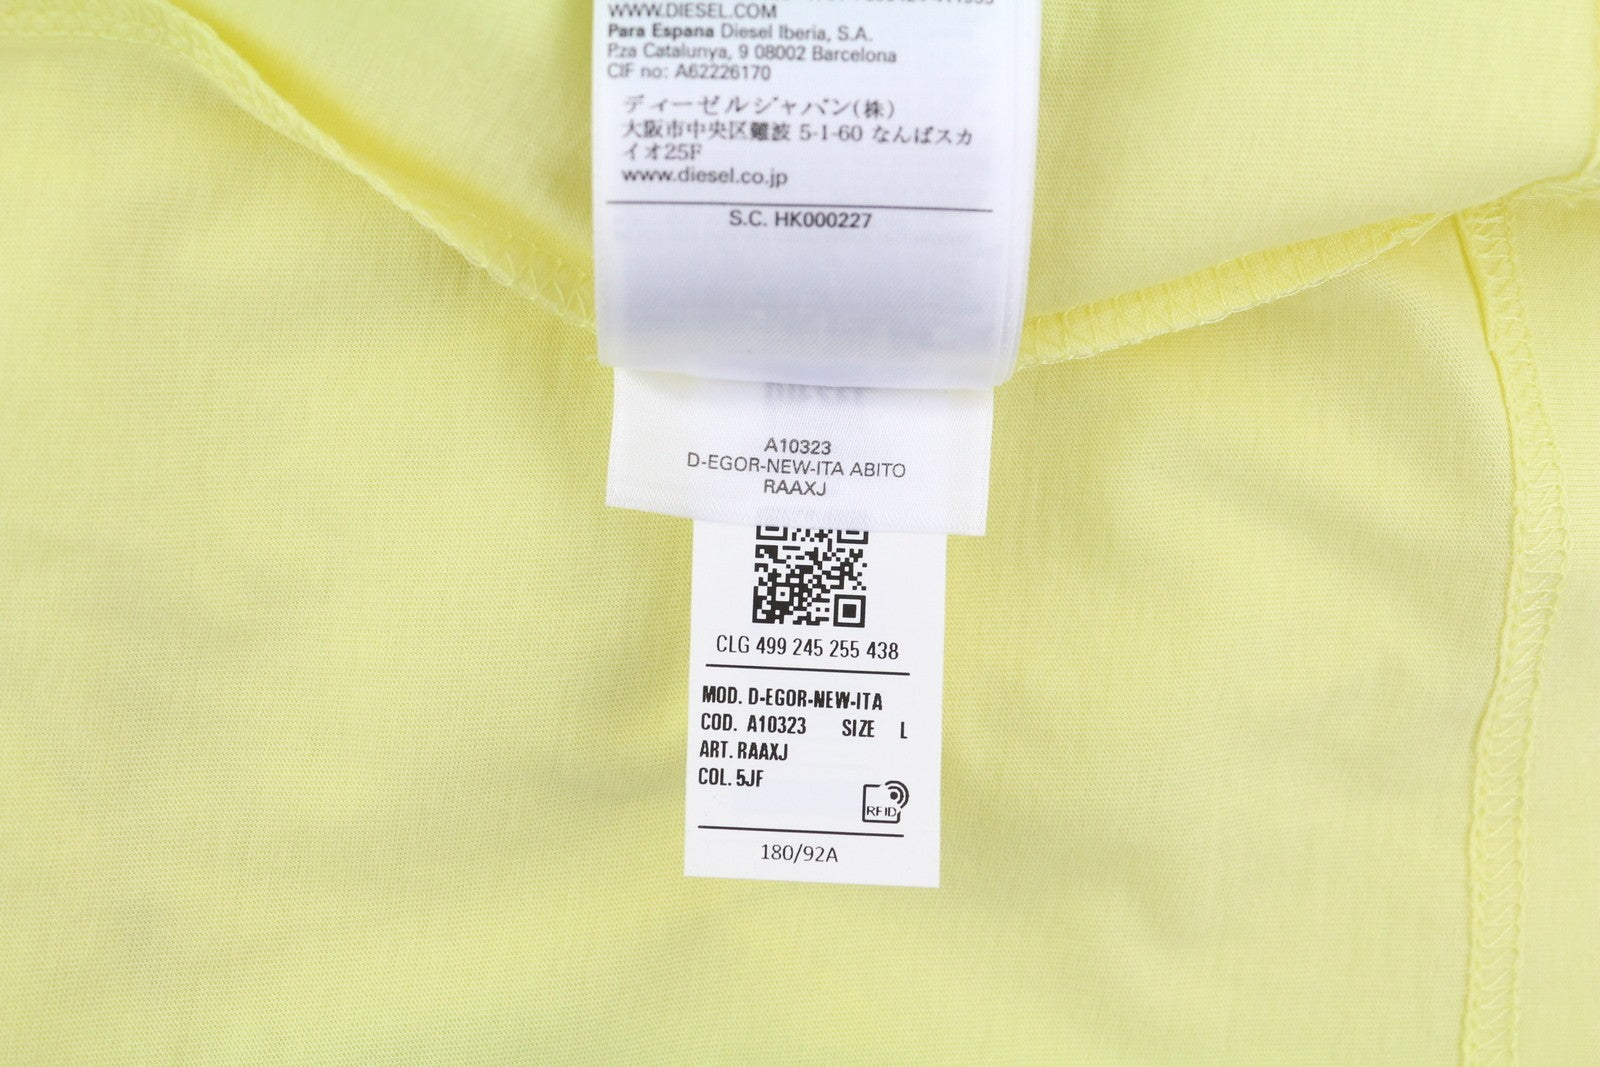 WWW.DIESEL.COM
Para Espana Diesel Iberia, S.A.
Pza Catalunya, 9 08002 Barcelona
CIF no: A62226170
ディーゼルジャパン(株)
大阪市中央区難波 5-1-60 なんばスカ
イオ25F
www.diesel.co.jp
S.C. HK000227
A10323
D-EGOR-NEW-ITA ABITO
RAAXJ
CLG 499 245 255 438
MOD. D-EGOR-NEW-ITA
COD. A10323 SIZE L
ART. RAAXJ
COL. 5JF
RFID
180/92A